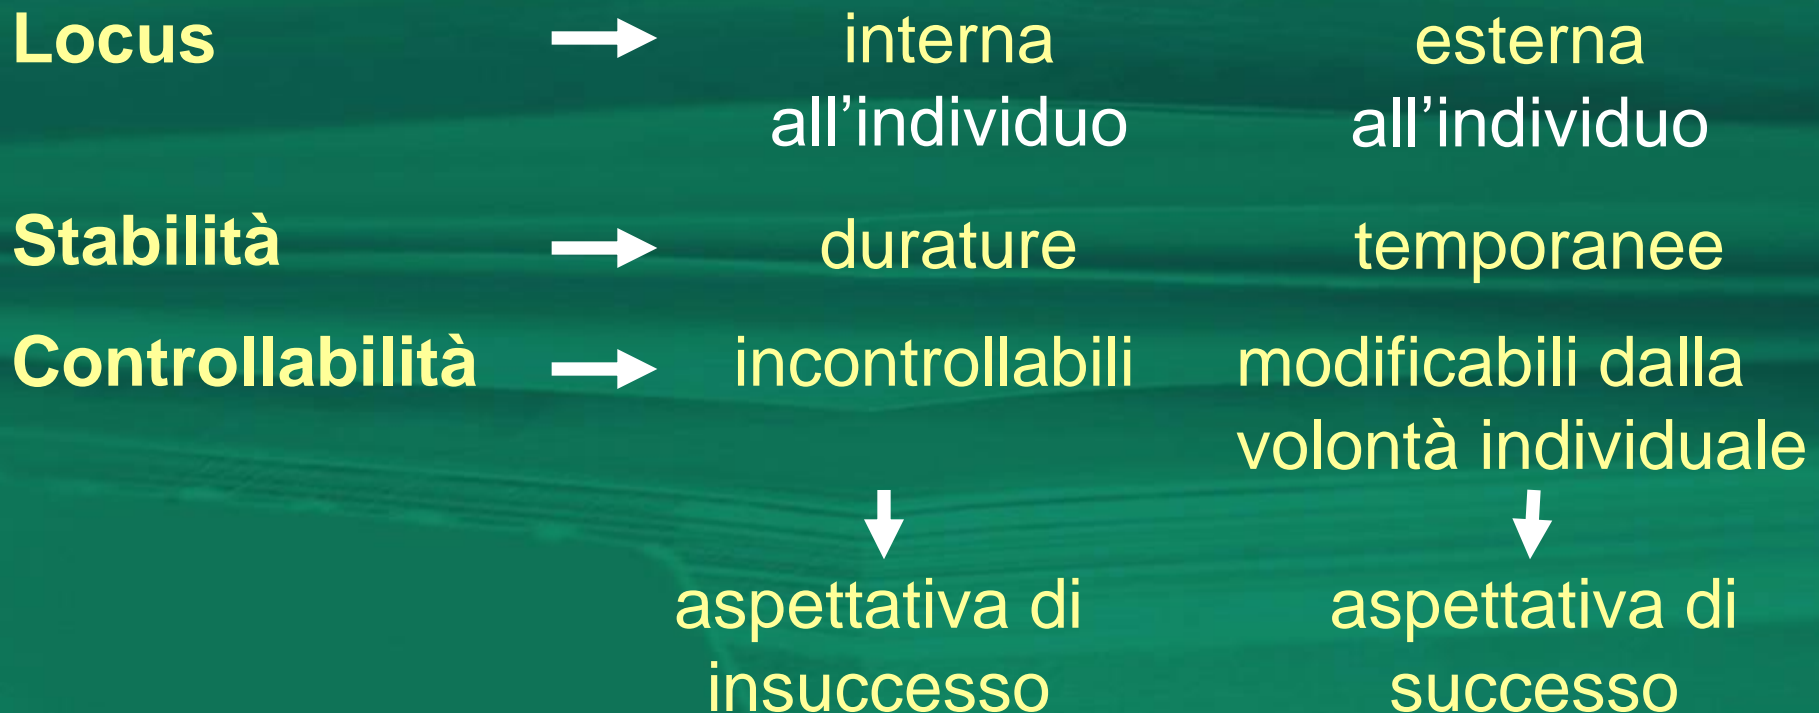 Locus → interna esterna
all’individuo all’individuo
Stabilità → durature temporanee
Controllabilità → incontrollabili modificabili dalla
volontà individuale
aspettativa di aspettativa di
insuccesso successo